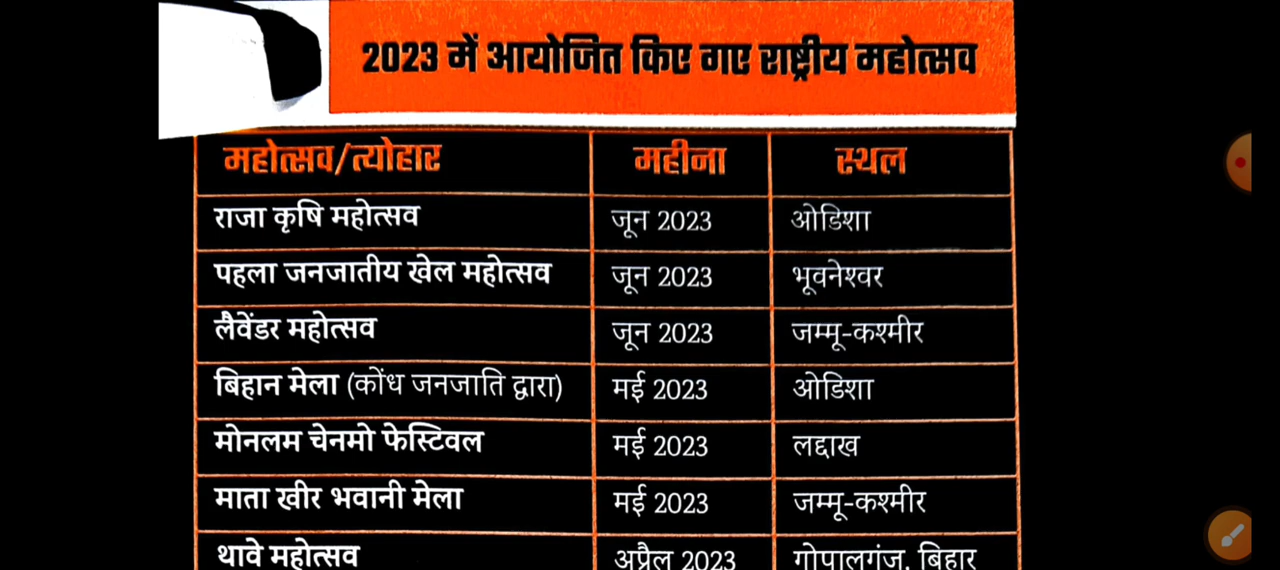 2023 में आयोजित किए गए राष्ट्रीय महोत्सव
महोत्सव/त्योहार महीना स्थल
राजा कृषि महोत्सव जून 2023 ओडिशा
पहला जनजातीय खेल महोत्सव जून 2023 भूवनेश्वर
लैवेंडर महोत्सव जून 2023 जम्मू-कश्मीर
बिहान मेला (कोंध जनजाति द्वारा) मई 2023 ओडिशा
मोनलम चेनमो फेस्टिवल मई 2023 लद्दाख
माता खीर भवानी मेला मई 2023 जम्मू-कश्मीर
थावे महोत्सव अप्रैल 2023 गोपालगंज, बिहार